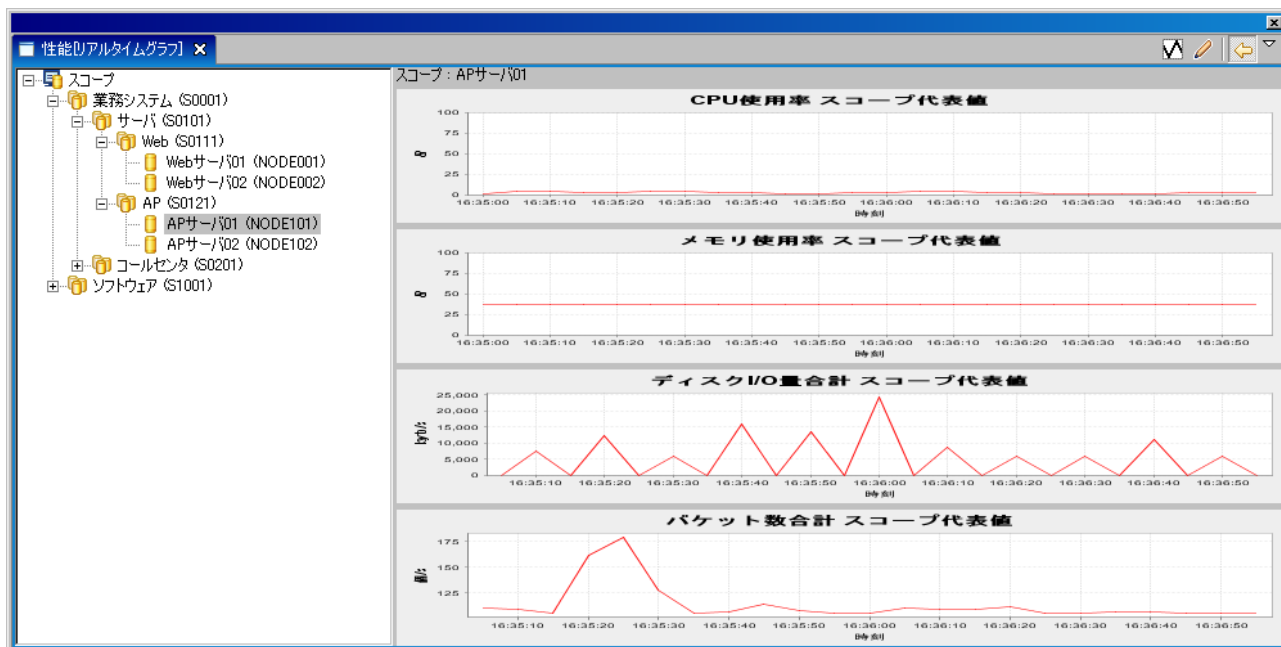 性能[リアルタイムグラフ]
スコープ
業務システム (S0001)
サーバ (S0101)
Web (S0111)
Webサーバ01 (NODE001)
Webサーバ02 (NODE002)
AP (S0121)
APサーバ01 (NODE101)
APサーバ02 (NODE102)
コールセンタ (S0201)
ソフトウェア (S1001)
スコープ : APサーバ01
CPU使用率 スコープ代表値
100
75
50
25
0
16:35:00 16:35:10 16:35:20 16:35:30 16:35:40 16:35:50 16:36:00 16:36:10 16:36:20 16:36:30 16:36:40 16:36:50
時刻
メモリ使用率 スコープ代表値
100
75
50
25
0
16:35:00 16:35:10 16:35:20 16:35:30 16:35:40 16:35:50 16:36:00 16:36:10 16:36:20 16:36:30 16:36:40 16:36:50
時刻
ディスクI/O量合計 スコープ代表値
25,000
20,000
15,000
10,000
5,000
0
16:35:10 16:35:20 16:35:30 16:35:40 16:35:50 16:36:00 16:36:10 16:36:20 16:36:30 16:36:40 16:36:50
時刻
パケット数合計 スコープ代表値
175
150
125
16:35:10 16:35:20 16:35:30 16:35:40 16:35:50 16:36:00 16:36:10 16:36:20 16:36:30 16:36:40 16:36:50
時刻